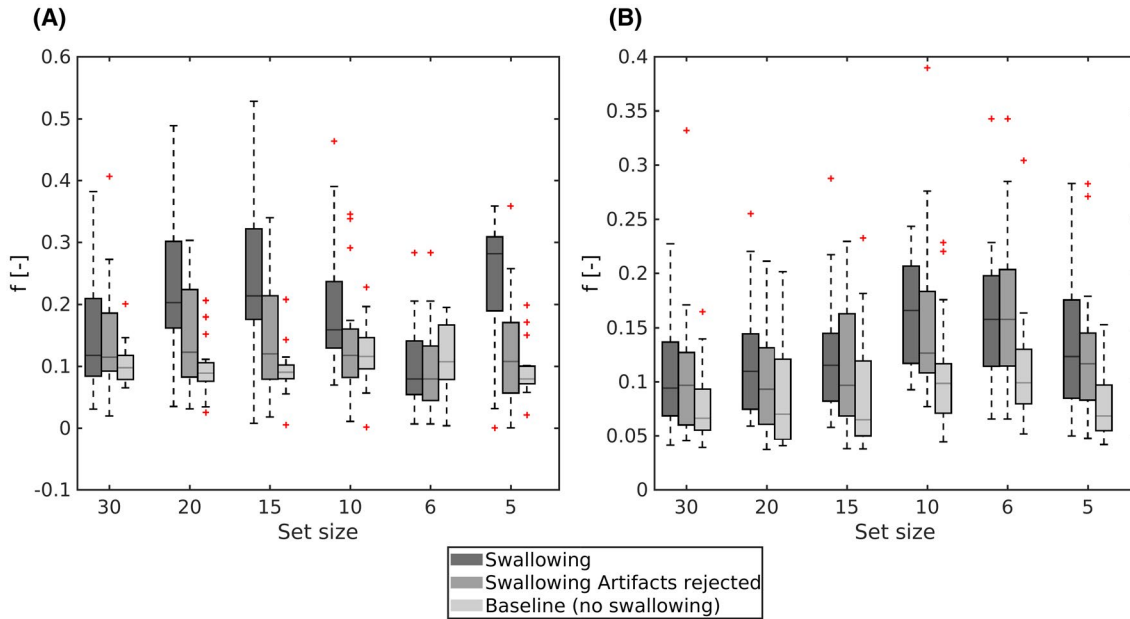 (A)
0.6
0.5
0.4
0.3
0.2
0.1
0
-0.1
f [-]
30 20 15 10 6 5
Set size
(B)
0.4
0.35
0.3
0.25
0.2
0.15
0.1
0.05
0
f [-]
30 20 15 10 6 5
Set size
Swallowing
Swallowing Artifacts rejected
Baseline (no swallowing)